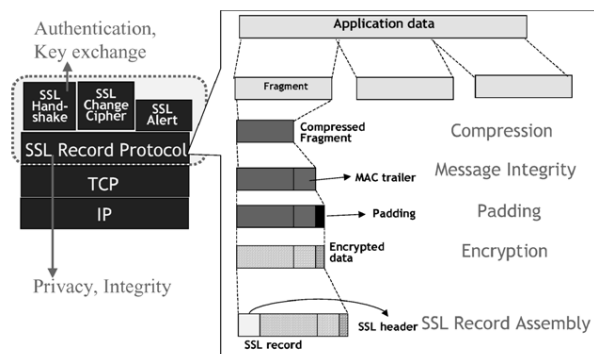 Authentication,
Key exchange
SSL
Hand-
shake
SSL
Change
Cipher
SSL
Alert
SSL Record Protocol
TCP
IP
Privacy, Integrity
Application data
Fragment
Compressed
Fragment
Compression
MAC trailer
Message Integrity
Padding
Padding
Encrypted
data
Encryption
SSL header
SSL Record Assembly
SSL record